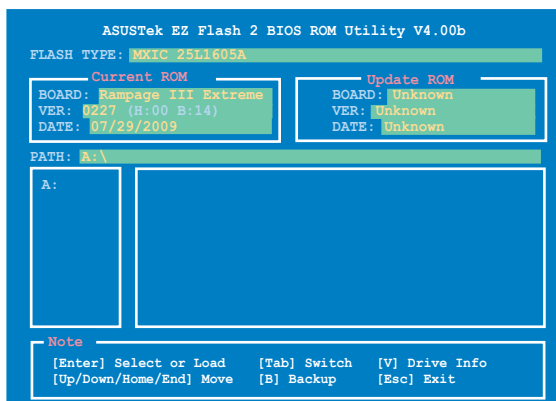 ASUSTek EZ Flash 2 BIOS ROM Utility V4.00b
FLASH TYPE: MXIC 25L1605A
Current ROM
BOARD: Rampage III Extreme
VER: 0227 (H:00 B:14)
DATE: 07/29/2009
Update ROM
BOARD: Unknown
VER: Unknown
DATE: Unknown
PATH: A:\
A:
Note
[Enter] Select or Load [Tab] Switch [V] Drive Info
[Up/Down/Home/End] Move [B] Backup [Esc] Exit